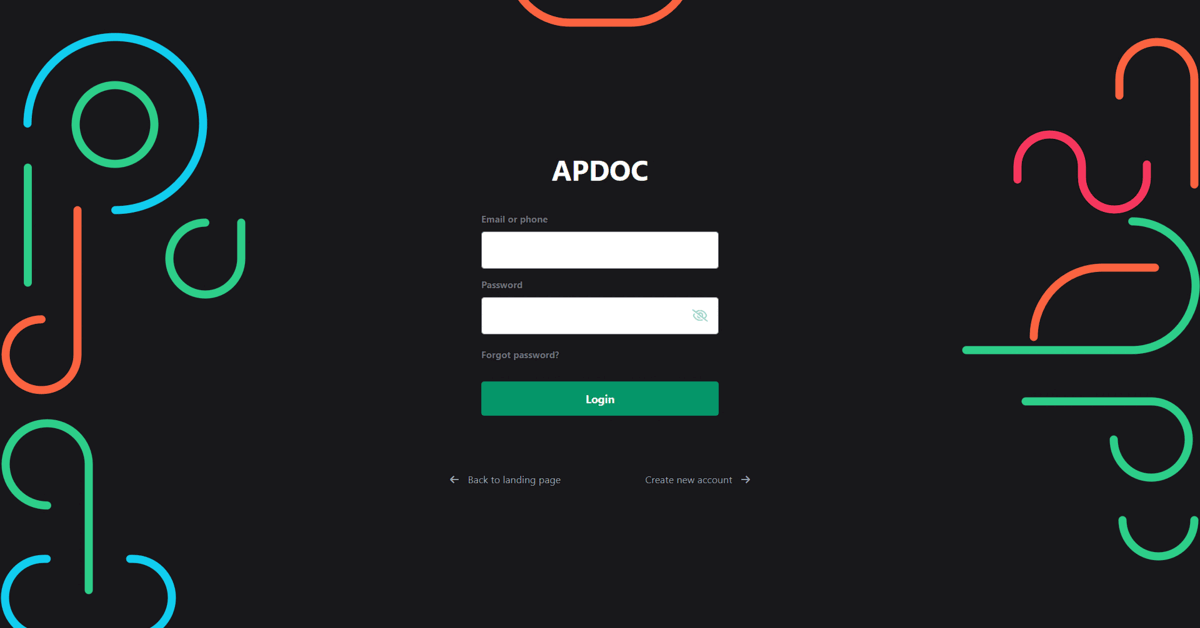 APDOC
Email or phone
Password
Forgot password?
Login
Back to landing page
Create new account